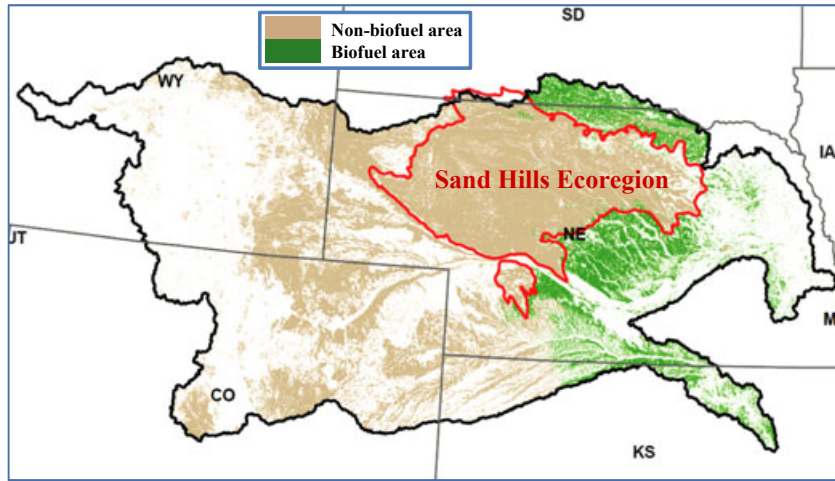 Non-biofuel area
Biofuel area
SD
WY
IA
Sand Hills Ecoregion
NE
UT
M
CO
KS